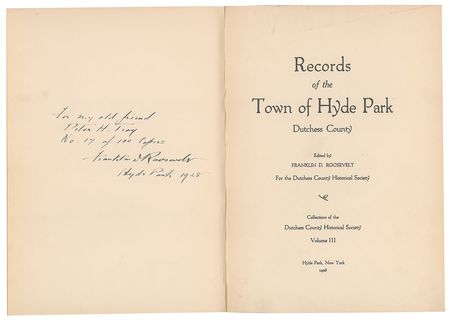 For my old friend
Peter H. Troy
No. 17 of 100 Copies
Franklin D Roosevelt
Hyde Park 1928
Records
of the
Town of Hyde Park
Dutchess County
Edited by
FRANKLIN D. ROOSEVELT
For the Dutchess County Historical Society
Collections of the
Dutchess County Historical Society
Volume III
Hyde Park, New York
1928